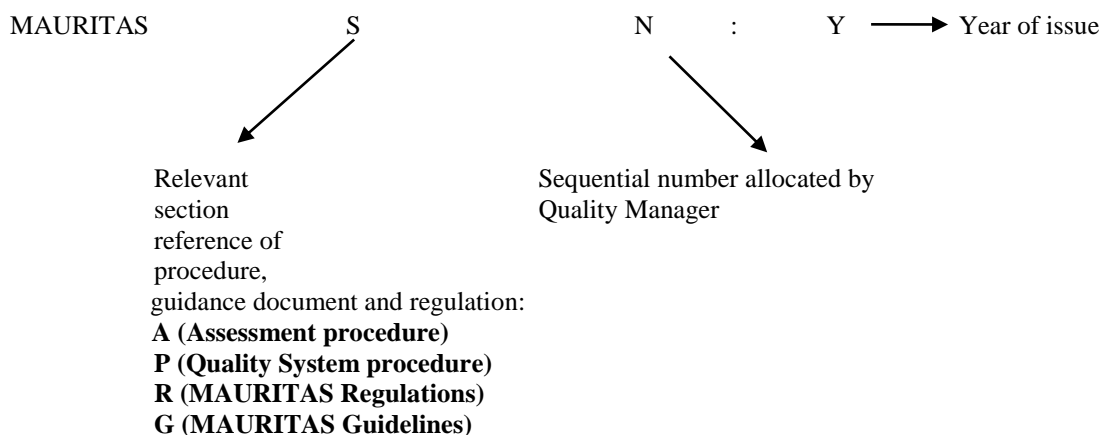 MAURITAS S N : Y Year of issue
Relevant
section
reference of
procedure,
guidance document and regulation:
A (Assessment procedure)
P (Quality System procedure)
R (MAURITAS Regulations)
G (MAURITAS Guidelines)
Sequential number allocated by
Quality Manager